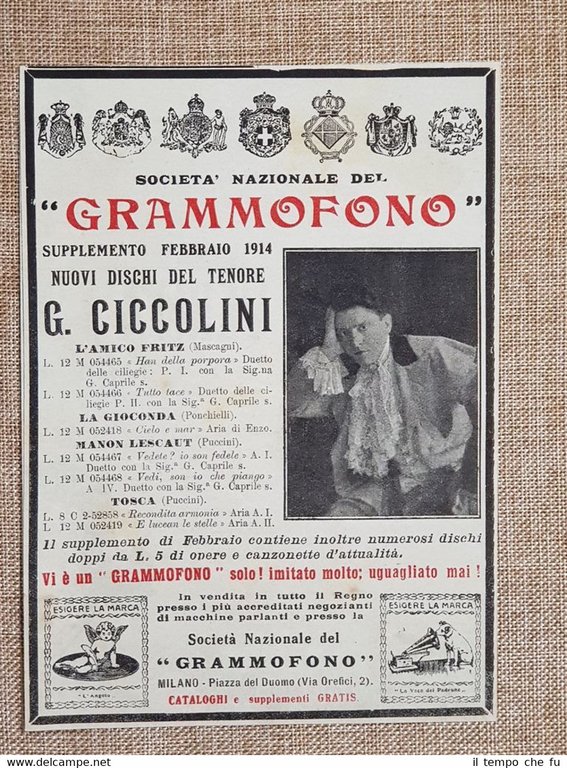 SOCIETA' NAZIONALE DEL
"GRAMMOFONO"
SUPPLEMENTO FEBBRAIO 1914
NUOVI DISCHI DEL TENORE
G. CICCOLINI
L'AMICO FRITZ (Mascagni).
L. 12 M 054465 « Han della porpora » Duetto
delle ciliegie: P. I. con la Sig.na
G. Caprile s.
L. 12 M 054466 « Tutto tace » Duetto delle ci-
liegie P. II. con la Sig.ª G. Caprile s.
LA GIOCONDA (Ponchielli).
L. 12 M 052418 « Cielo e mar » Aria di Enzo.
MANON LESCAUT (Puccini).
L. 12 M 054467 « Vedete? io son fedele » A. I.
Duetto con la Sig.ª G. Caprile s.
L. 12 M 054468 « Vedi, son io che piango »
A IV. Duetto con la Sig.ª G. Caprile s.
TOSCA (Puccini).
L. 8 C 2-52858 « Recondita armonia » Aria A. I.
L. 12 M 052419 « E lucean le stelle » Aria A. II.
Il supplemento di Febbraio contiene inoltre numerosi dischi
doppi da L. 5 di opere e canzonette d'attualità.
Vi è un "GRAMMOFONO" solo! imitato molto; uguagliato mai!
ESIGERE LA MARCA
"L'Angelo"
In vendita in tutto il Regno
presso i più accreditati negozianti
di macchine parlanti e presso la
Società Nazionale del
"GRAMMOFONO"
MILANO - Piazza del Duomo (Via Orefici, 2).
CATALOGHI e supplementi GRATIS.
ESIGERE LA MARCA
"La Voce del Padrone"
il tempo che fu